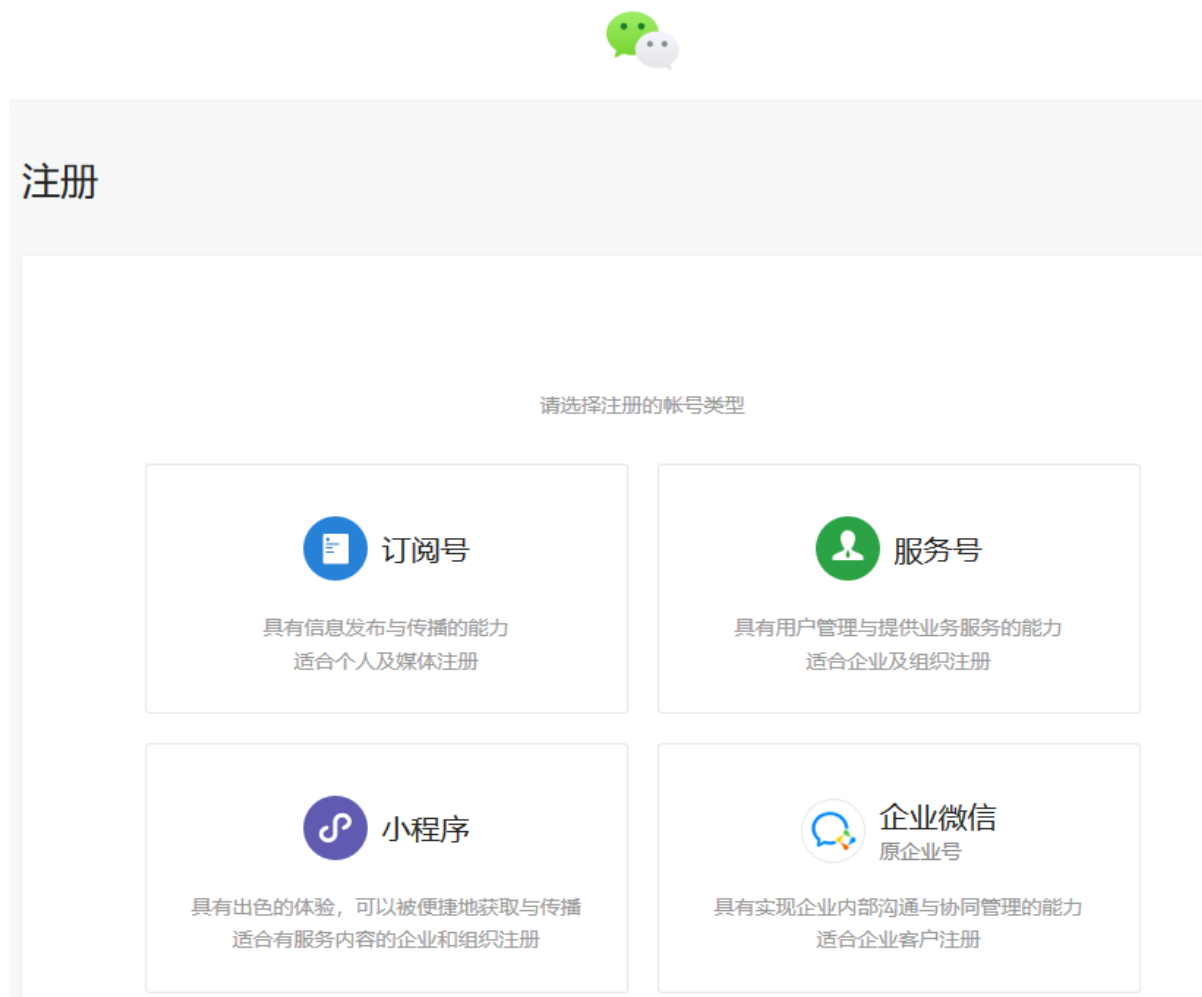 注册
请选择注册的帐号类型
订阅号
具有信息发布与传播的能力
适合个人及媒体注册
服务号
具有用户管理与提供业务服务的能力
适合企业及组织注册
小程序
具有出色的体验，可以被便捷地获取与传播
适合有服务内容的企业和组织注册
企业微信
原企业号
具有实现企业内部沟通与协同管理的能力
适合企业客户注册